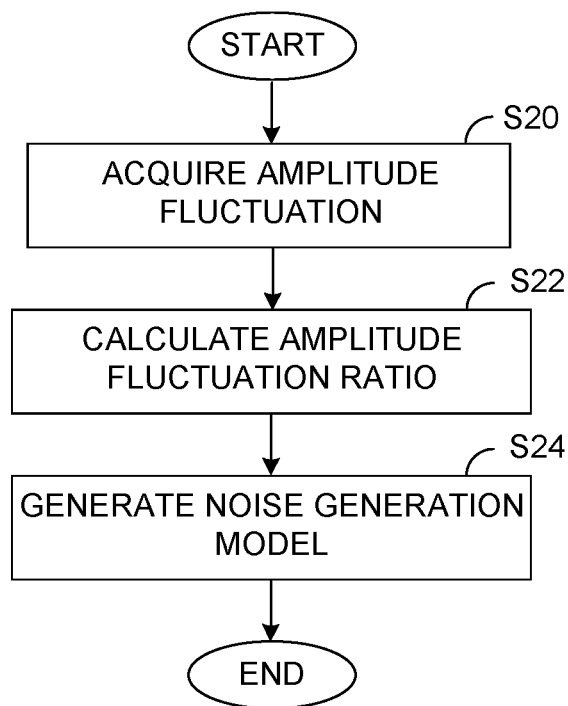 START
S20
ACQUIRE AMPLITUDE
FLUCTUATION
S22
CALCULATE AMPLITUDE
FLUCTUATION RATIO
S24
GENERATE NOISE GENERATION
MODEL
END